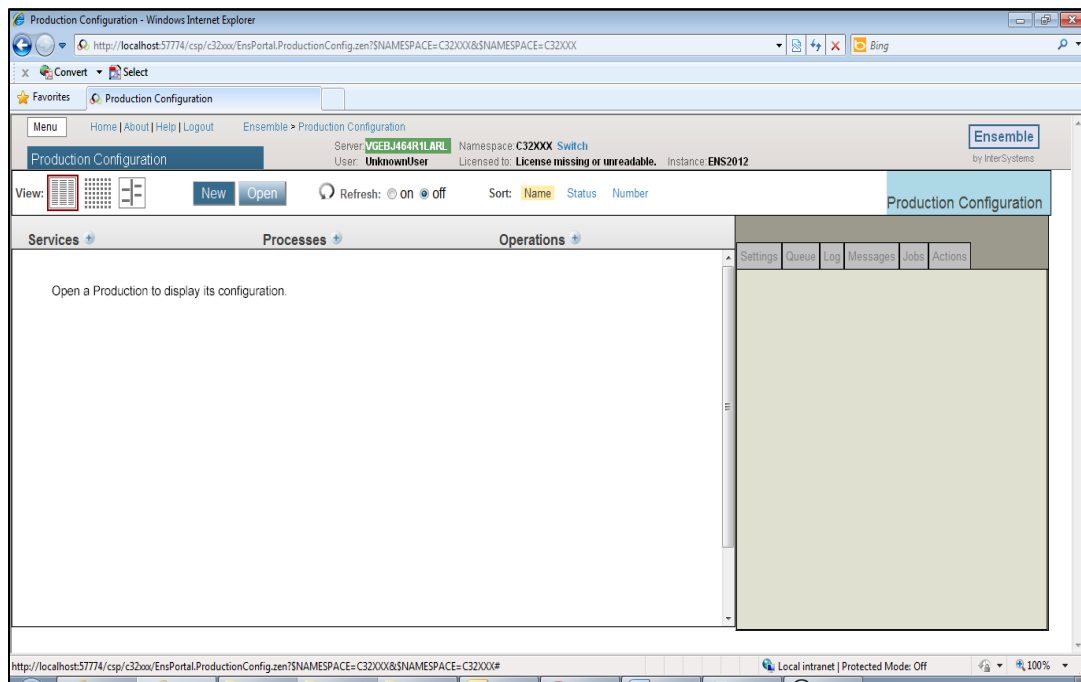 Production Configuration - Windows Internet Explorer
http://localhost:57774/csp/c32xxx/EnsPortal.ProductionConfig.zen?$NAMESPACE=C32XXX&$NAMESPACE=C32XXX
Bing
x Convert Select
Favorites Production Configuration
Menu Home | About | Help | Logout Ensemble > Production Configuration
Server: VGEBJ464R1LARL Namespace: C32XXX Switch
Ensemble
Production Configuration
User: UnknownUser Licensed to: License missing or unreadable. Instance: ENS2012
by InterSystems
View: New Open Refresh: on off Sort: Name Status Number
Production Configuration
Services Processes Operations
Settings Queue Log Messages Jobs Actions
Open a Production to display its configuration.
http://localhost:57774/csp/c32xxx/EnsPortal.ProductionConfig.zen?$NAMESPACE=C32XXX&$NAMESPACE=C32XXX#
Local intranet | Protected Mode: Off
100%